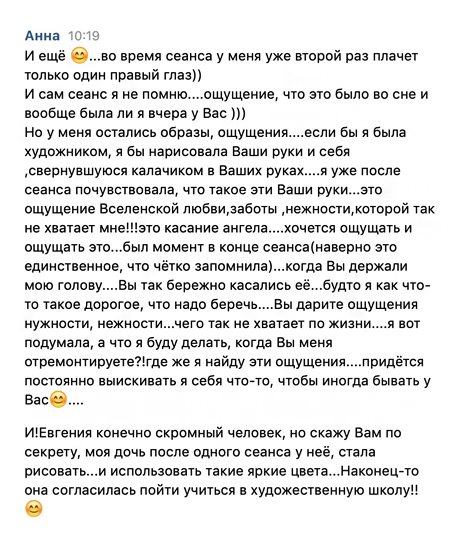 Анна 10:19
И ещё 😊...во время сеанса у меня уже второй раз плачет
только один правый глаз))
И сам сеанс я не помню....ощущение, что это было во сне и
вообще была ли я вчера у Вас )))
Но у меня остались образы, ощущения....если бы я была
художником, я бы нарисовала Ваши руки и себя
,свернувшуюся калачиком в Ваших руках....я уже после
сеанса почувствовала, что такое эти Ваши руки...это
ощущение Вселенской любви,заботы ,нежности,которой так
не хватает мне!!!это касание ангела....хочется ощущать и
ощущать это...был момент в конце сеанса(наверно это
единственное, что чётко запомнила)...когда Вы держали
мою голову....Вы так бережно касались её...будто я как что-
то такое дорогое, что надо беречь....Вы дарите ощущения
нужности, нежности...чего так не хватает по жизни....я вот
подумала, а что я буду делать, когда Вы меня
отремонтируете?!где же я найду эти ощущения....придётся
постоянно выискивать я себя что-то, чтобы иногда бывать у
Вас😊....
И!Евгения конечно скромный человек, но скажу Вам по
секрету, моя дочь после одного сеанса у неё, стала
рисовать...и использовать такие яркие цвета...Наконец-то
она согласилась пойти учиться в художественную школу!!
😊